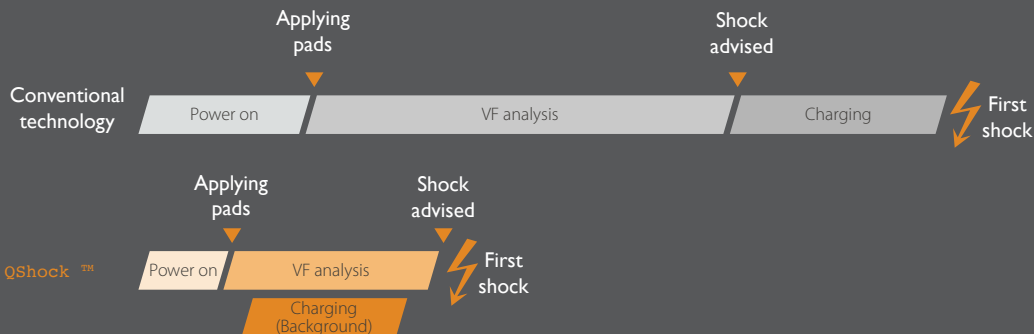 Applying
pads
Shock
advised
Conventional
technology
Power on
VF analysis
Charging
First
shock
Applying
pads
Shock
advised
QShock ™
Power on
VF analysis
First
shock
Charging
(Background)